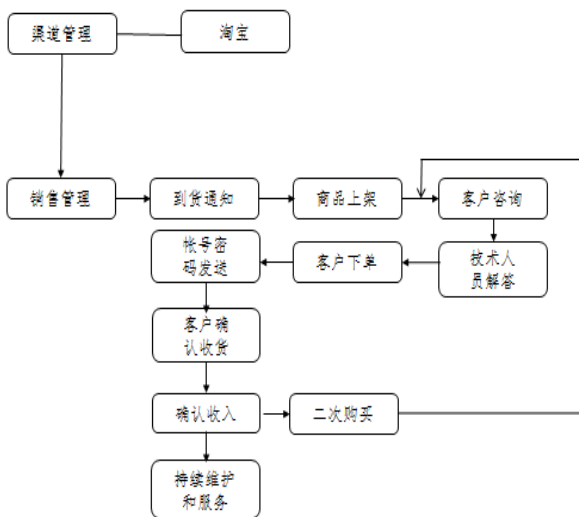 渠道管理
淘宝
销售管理
到货通知
商品上架
客户咨询
帐号密
码发送
客户下单
技术人
员解答
客户确
认收货
确认收入
二次购买
持续维护
和服务